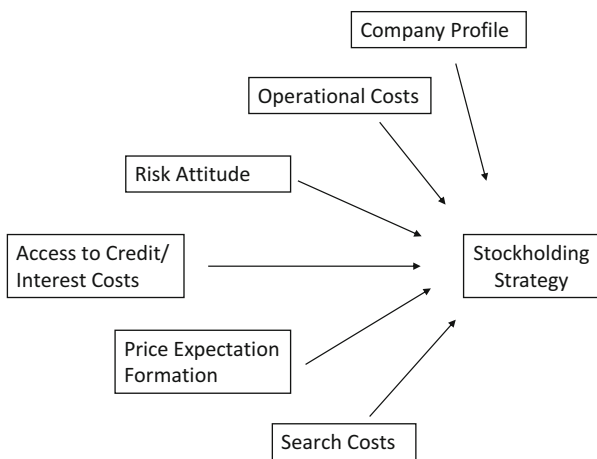 Company Profile
Operational Costs
Risk Attitude
Access to Credit/
Interest Costs
Stockholding
Strategy
Price Expectation
Formation
Search Costs